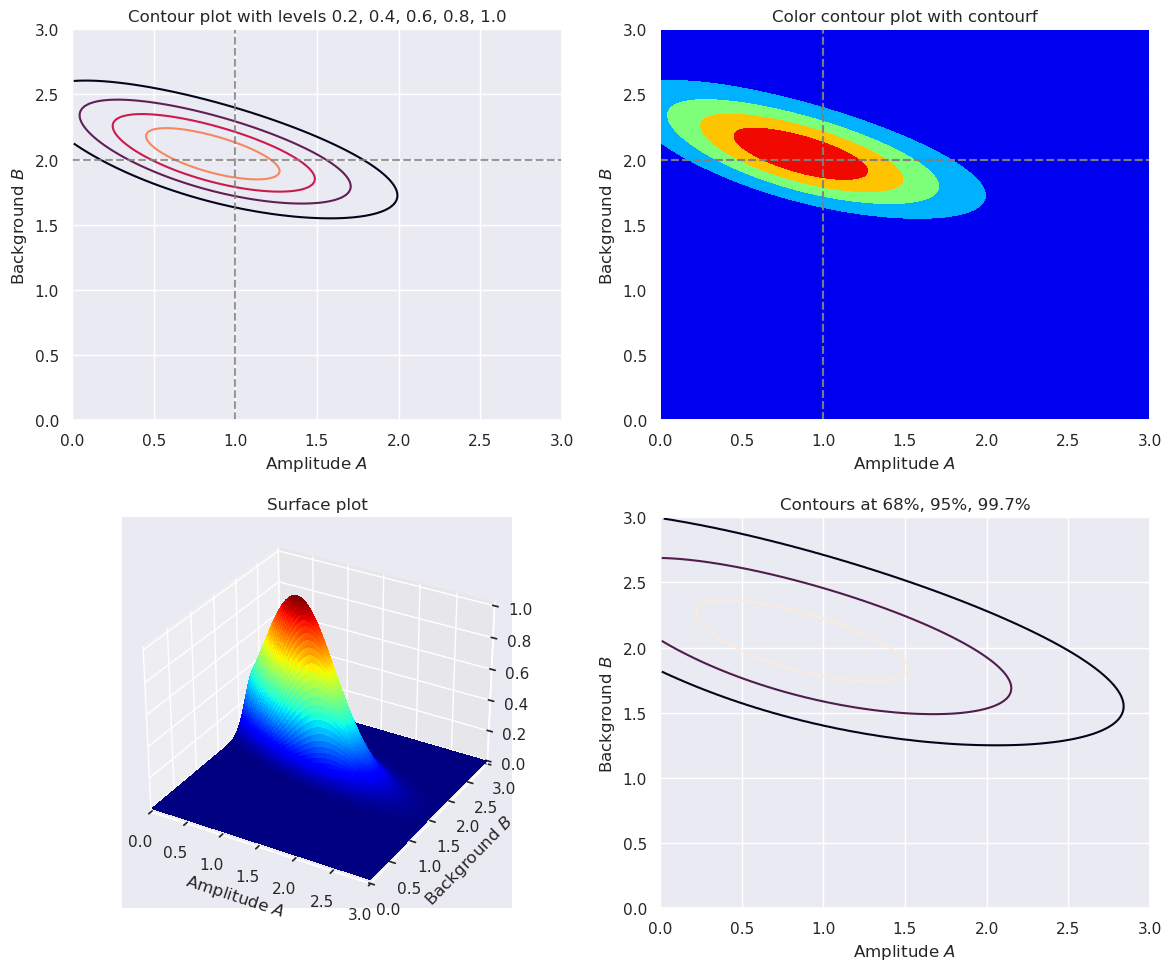 Contour plot with levels 0.2, 0.4, 0.6, 0.8, 1.0
3.0
2.5
2.0
1.5
1.0
0.5
0.0
Background B
0.0 0.5 1.0 1.5 2.0 2.5 3.0
Amplitude A
Color contour plot with contourf
3.0
2.5
2.0
1.5
1.0
0.5
0.0
Background B
0.0 0.5 1.0 1.5 2.0 2.5 3.0
Amplitude A
Surface plot
1.0
0.8
0.6
0.4
0.2
0.0
0.0 0.5 1.0 1.5 2.0 2.5 3.0
Amplitude A
0.0 0.5 1.0 1.5 2.0 2.5 3.0
Background B
Contours at 68%, 95%, 99.7%
3.0
2.5
2.0
1.5
1.0
0.5
0.0
Background B
0.0 0.5 1.0 1.5 2.0 2.5 3.0
Amplitude A